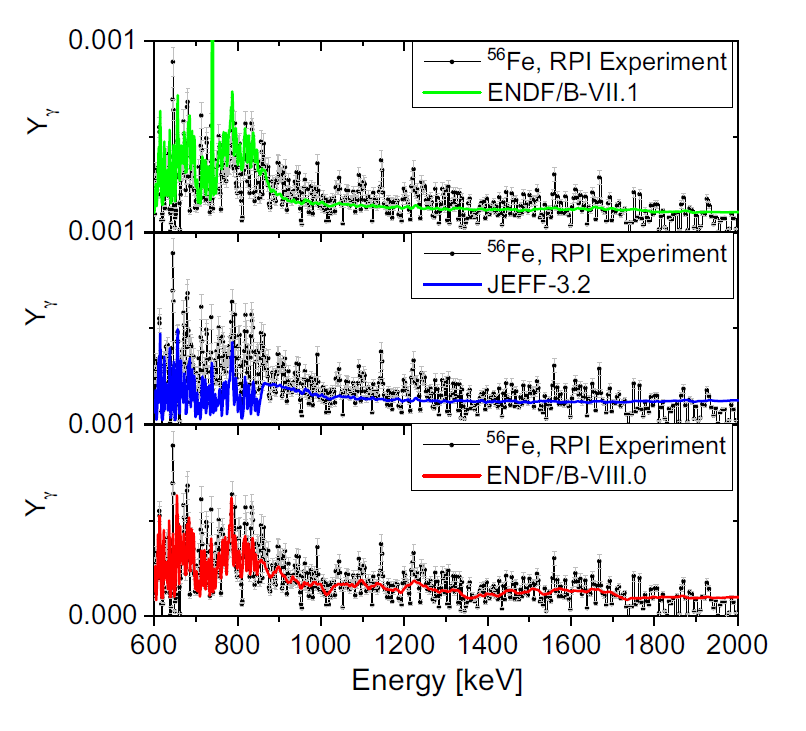 0.001
Yγ
⁵⁶Fe, RPI Experiment
ENDF/B-VII.1
0.001
Yγ
⁵⁶Fe, RPI Experiment
JEFF-3.2
0.001
Yγ
⁵⁶Fe, RPI Experiment
ENDF/B-VIII.0
0.000
600 800 1000 1200 1400 1600 1800 2000
Energy [keV]